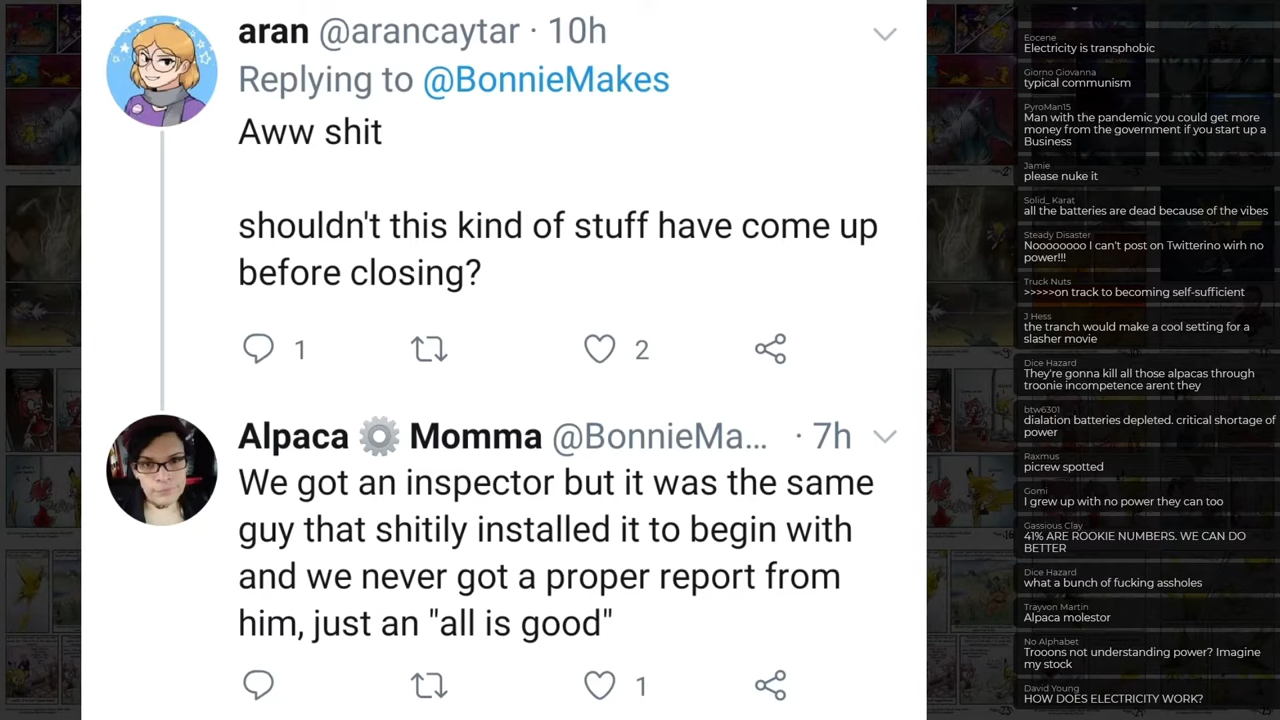 aran @arancaytar · 10h
Replying to @BonnieMakes
Aww shit
shouldn't this kind of stuff have come up
before closing?
1
2
Alpaca ⚙ Momma @BonnieMa... · 7h
We got an inspector but it was the same
guy that shitily installed it to begin with
and we never got a proper report from
him, just an "all is good"
1
Eocene
Electricity is transphobic
Giorno Giovanna
typical communism
PyroMan15
Man with the pandemic you could get more
money from the government if you start up a
Business
Jamie
please nuke it
Solid_ Karat
all the batteries are dead because of the vibes
Steady Disaster
Noooooooo I can't post on Twitterino wirh no
power!!!
Truck Nuts
>>>>>on track to becoming self-sufficient
J Hess
the tranch would make a cool setting for a
slasher movie
Dice Hazard
They're gonna kill all those alpacas through
troonie incompetence arent they
btw6301
dialation batteries depleted. critical shortage of
power
Raxmus
picrew spotted
Gomi
I grew up with no power they can too
Gassious Clay
41% ARE ROOKIE NUMBERS. WE CAN DO
BETTER
Dice Hazard
what a bunch of fucking assholes
Trayvon Martin
Alpaca molestor
No Alphabet
Trooons not understanding power? Imagine
my stock
David Young
HOW DOES ELECTRICITY WORK?